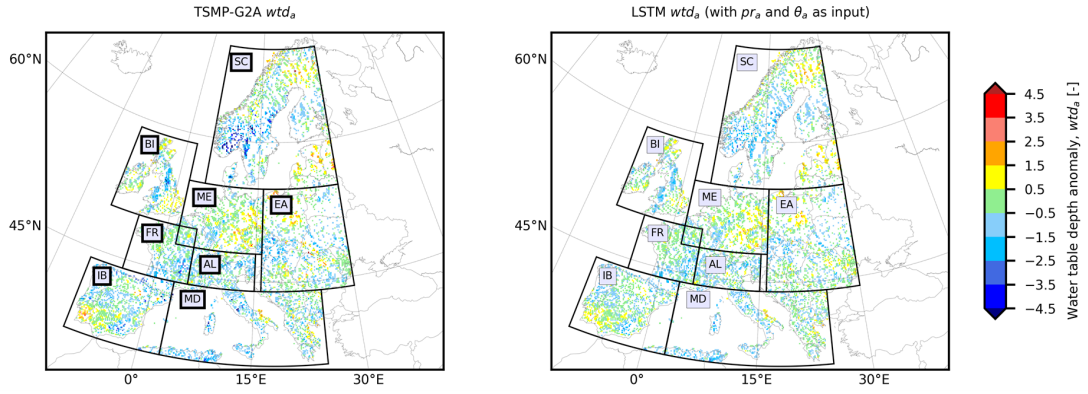 TSMP-G2A wtdₐ
LSTM wtdₐ (with prₐ and θₐ as input)
60°N
45°N
SC
BI
ME
EA
FR
AL
IB
MD
0°
15°E
30°E
SC
BI
ME
EA
FR
AL
IB
MD
0°
15°E
30°E
4.5
3.5
2.5
1.5
0.5
−0.5
−1.5
−2.5
−3.5
−4.5
Water table depth anomaly, wtdₐ [-]